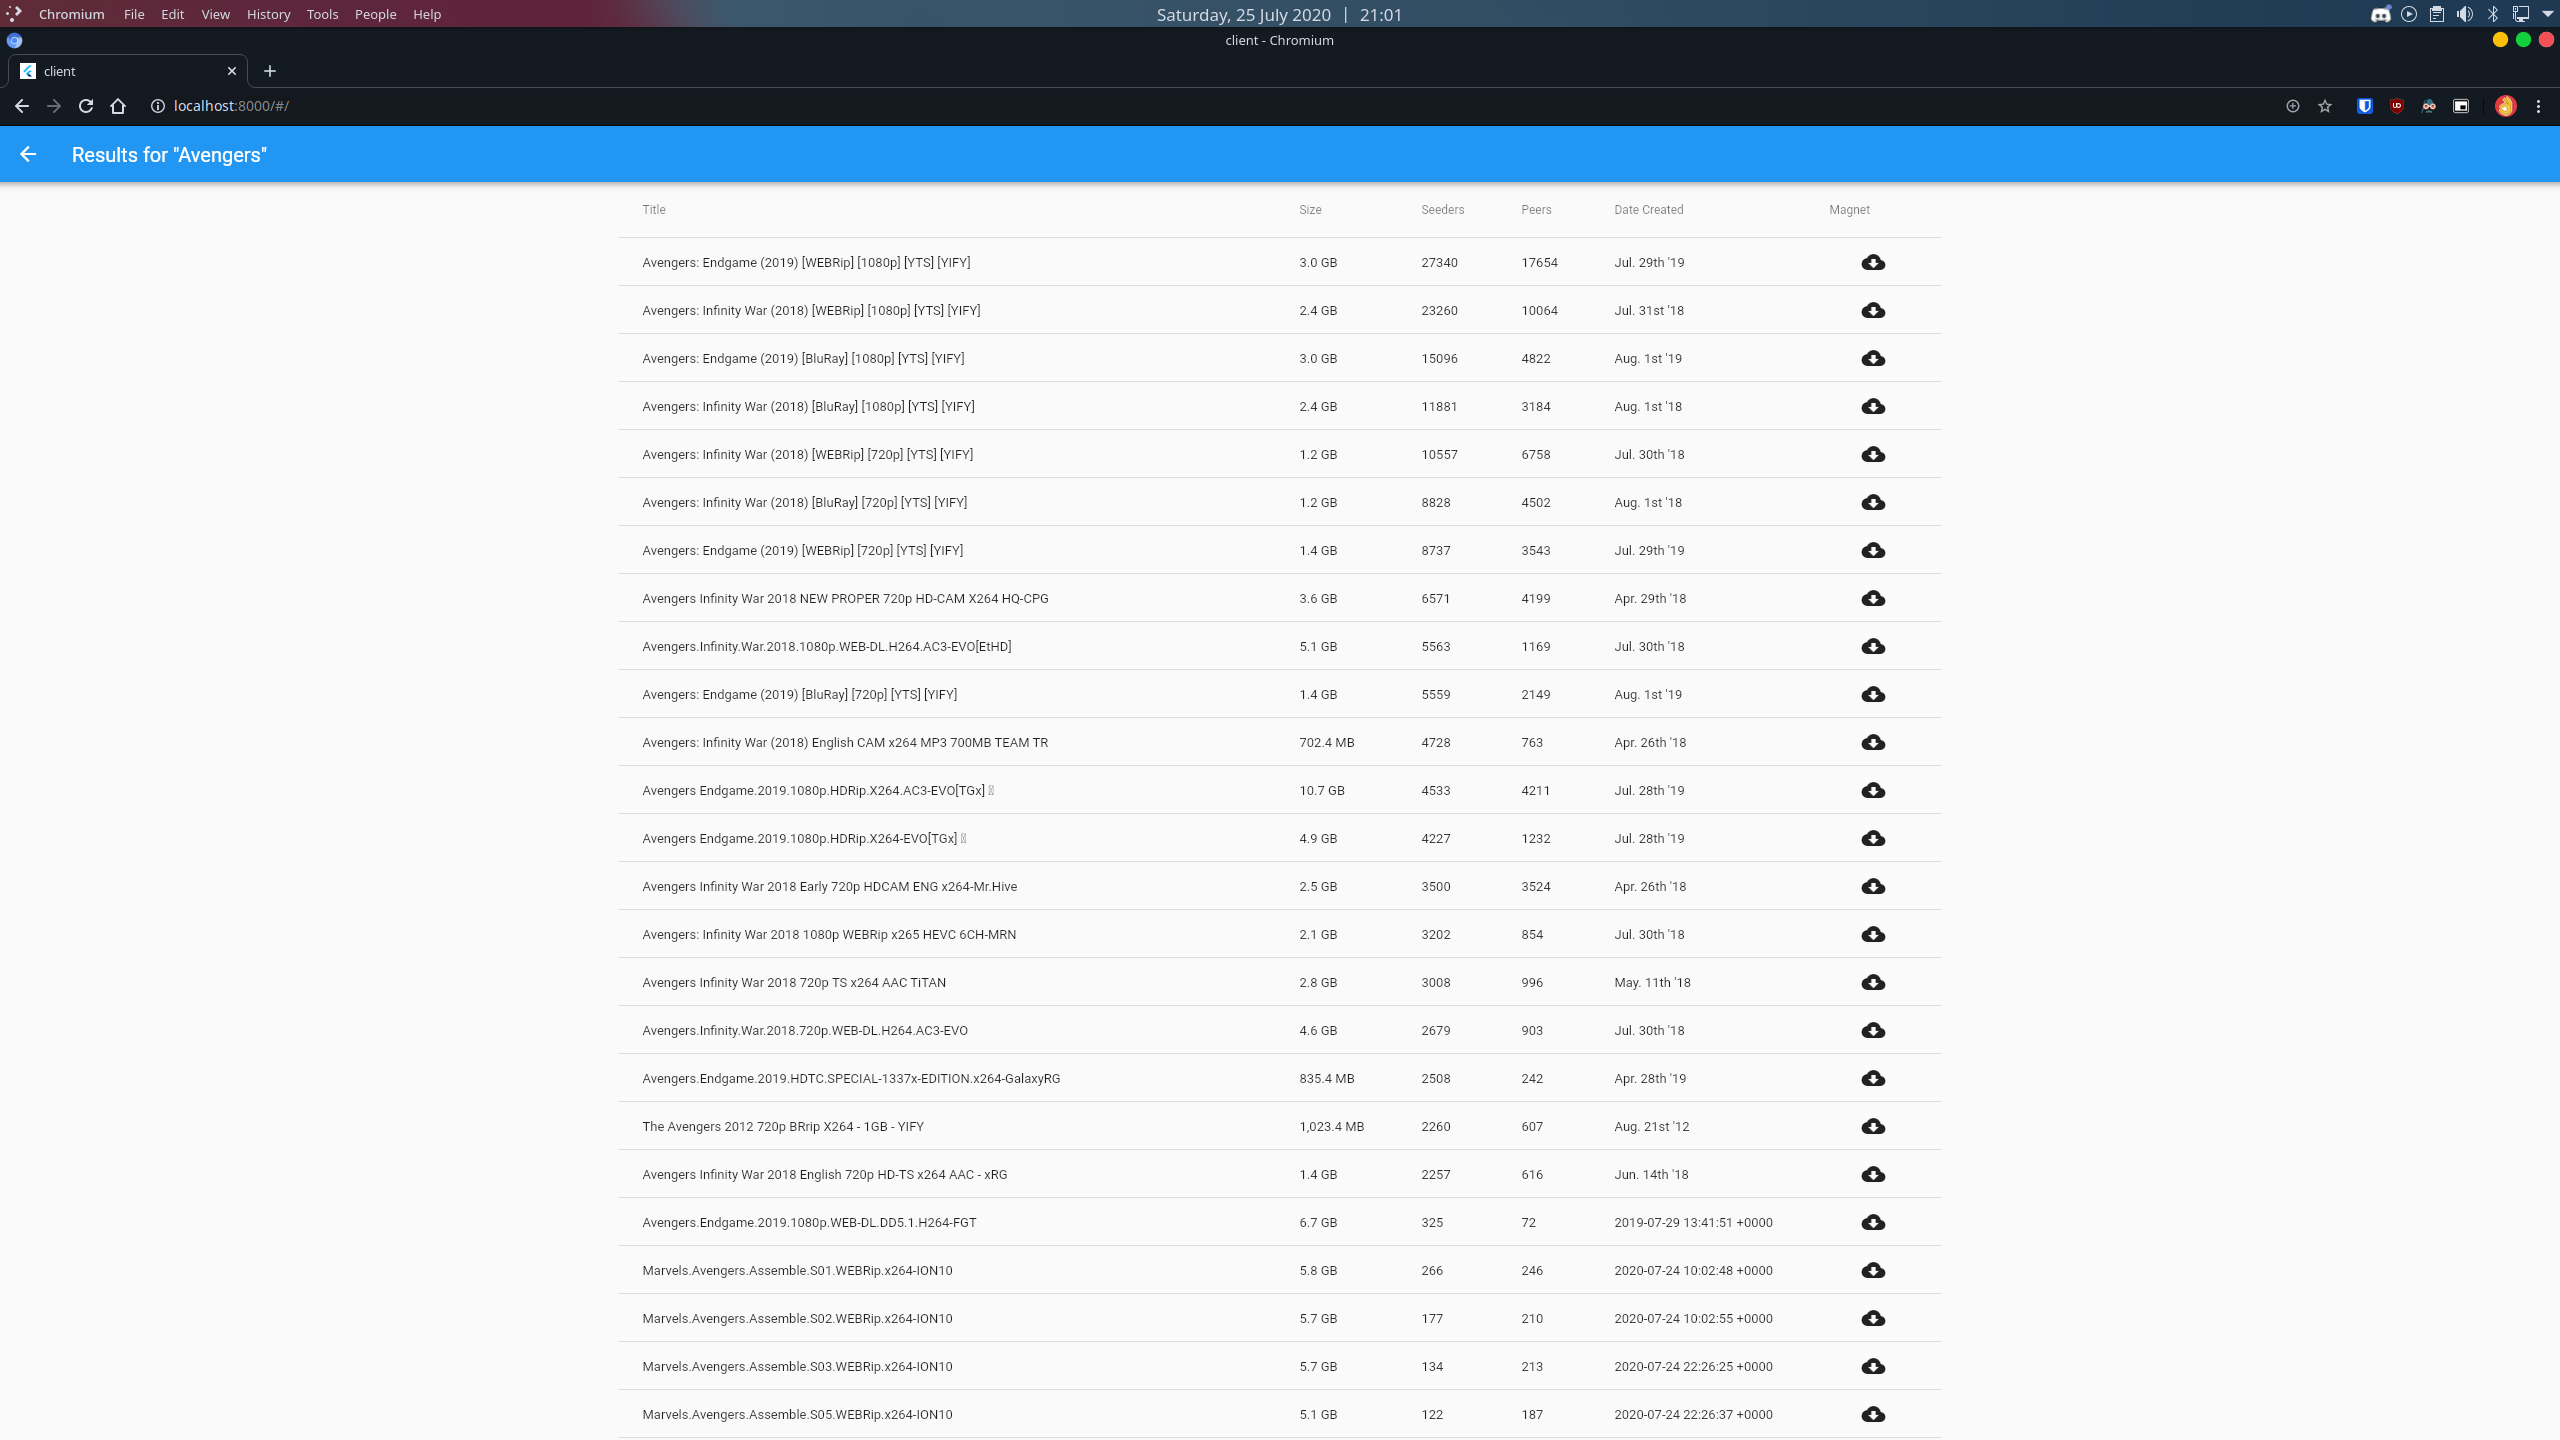 Chromium File Edit View History Tools People Help Saturday, 25 July 2020 | 21:01
client - Chromium
client
localhost:8000/#/
Results for "Avengers"
Title Size Seeders Peers Date Created Magnet
Avengers: Endgame (2019) [WEBRip] [1080p] [YTS] [YIFY] 3.0 GB 27340 17654 Jul. 29th '19
Avengers: Infinity War (2018) [WEBRip] [1080p] [YTS] [YIFY] 2.4 GB 23260 10064 Jul. 31st '18
Avengers: Endgame (2019) [BluRay] [1080p] [YTS] [YIFY] 3.0 GB 15096 4822 Aug. 1st '19
Avengers: Infinity War (2018) [BluRay] [1080p] [YTS] [YIFY] 2.4 GB 11881 3184 Aug. 1st '18
Avengers: Infinity War (2018) [WEBRip] [720p] [YTS] [YIFY] 1.2 GB 10557 6758 Jul. 30th '18
Avengers: Infinity War (2018) [BluRay] [720p] [YTS] [YIFY] 1.2 GB 8828 4502 Aug. 1st '18
Avengers: Endgame (2019) [WEBRip] [720p] [YTS] [YIFY] 1.4 GB 8737 3543 Jul. 29th '19
Avengers Infinity War 2018 NEW PROPER 720p HD-CAM X264 HQ-CPG 3.6 GB 6571 4199 Apr. 29th '18
Avengers.Infinity.War.2018.1080p.WEB-DL.H264.AC3-EVO[EtHD] 5.1 GB 5563 1169 Jul. 30th '18
Avengers: Endgame (2019) [BluRay] [720p] [YTS] [YIFY] 1.4 GB 5559 2149 Aug. 1st '19
Avengers: Infinity War (2018) English CAM x264 MP3 700MB TEAM TR 702.4 MB 4728 763 Apr. 26th '18
Avengers Endgame.2019.1080p.HDRip.X264.AC3-EVO[TGx] 10.7 GB 4533 4211 Jul. 28th '19
Avengers Endgame.2019.1080p.HDRip.X264-EVO[TGx] 4.9 GB 4227 1232 Jul. 28th '19
Avengers Infinity War 2018 Early 720p HDCAM ENG x264-Mr.Hive 2.5 GB 3500 3524 Apr. 26th '18
Avengers: Infinity War 2018 1080p WEBRip x265 HEVC 6CH-MRN 2.1 GB 3202 854 Jul. 30th '18
Avengers Infinity War 2018 720p TS x264 AAC TiTAN 2.8 GB 3008 996 May. 11th '18
Avengers.Infinity.War.2018.720p.WEB-DL.H264.AC3-EVO 4.6 GB 2679 903 Jul. 30th '18
Avengers.Endgame.2019.HDTC.SPECIAL-1337x-EDITION.x264-GalaxyRG 835.4 MB 2508 242 Apr. 28th '19
The Avengers 2012 720p BRrip X264 - 1GB - YIFY 1,023.4 MB 2260 607 Aug. 21st '12
Avengers Infinity War 2018 English 720p HD-TS x264 AAC - xRG 1.4 GB 2257 616 Jun. 14th '18
Avengers.Endgame.2019.1080p.WEB-DL.DD5.1.H264-FGT 6.7 GB 325 72 2019-07-29 13:41:51 +0000
Marvels.Avengers.Assemble.S01.WEBRip.x264-ION10 5.8 GB 266 246 2020-07-24 10:02:48 +0000
Marvels.Avengers.Assemble.S02.WEBRip.x264-ION10 5.7 GB 177 210 2020-07-24 10:02:55 +0000
Marvels.Avengers.Assemble.S03.WEBRip.x264-ION10 5.7 GB 134 213 2020-07-24 22:26:25 +0000
Marvels.Avengers.Assemble.S05.WEBRip.x264-ION10 5.1 GB 122 187 2020-07-24 22:26:37 +0000